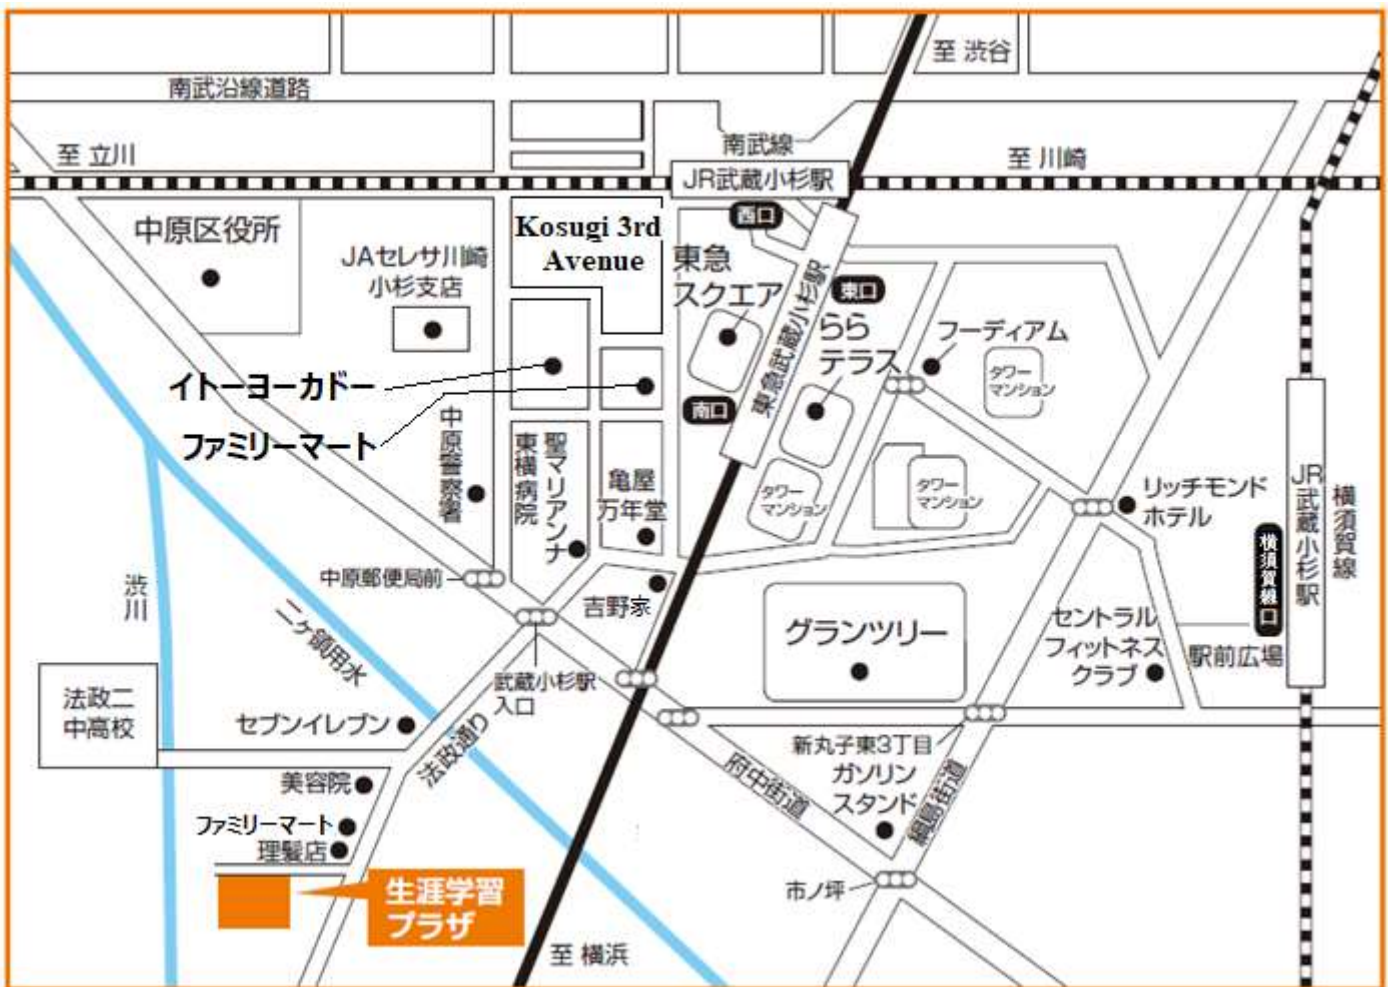 至 渋谷
南武沿線道路
至 立川
南武線
至 川崎
JR武蔵小杉駅
中原区役所
JAセレサ川崎
小杉支店
Kosugi 3rd
Avenue
西口
東急
スクエア
東急武蔵小杉駅
東口
らら
テラス
フーディアム
タワー
マンション
イトーヨーカドー
ファミリーマート
南口
中原警察署
聖マリアンナ
東横病院
亀屋
万年堂
タワー
マンション
タワー
マンション
リッチモンド
ホテル
JR武蔵小杉駅
横須賀線
横須賀線口
中原郵便局前
吉野家
渋川
二ヶ領用水
グランツリー
セントラル
フィットネス
クラブ
駅前広場
武蔵小杉駅
入口
法政二
中高校
セブンイレブン
法政通り
新丸子東3丁目
ガソリン
スタンド
府中街道
綱島街道
美容院
ファミリーマート
理髪店
市ノ坪
生涯学習
プラザ
至 横浜